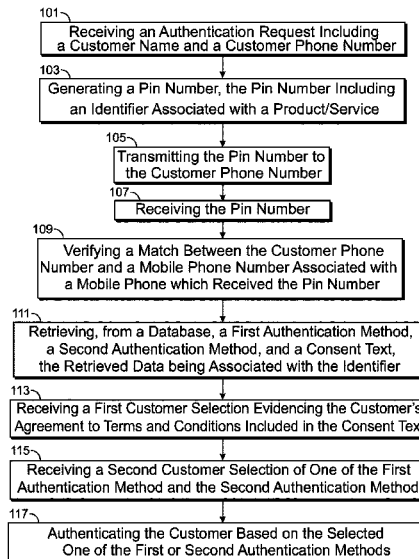 101
Receiving an Authentication Request Including
a Customer Name and a Customer Phone Number
103
Generating a Pin Number, the Pin Number Including
an Identifier Associated with a Product/Service
105
Transmitting the Pin Number to
the Customer Phone Number
107
Receiving the Pin Number
109
Verifying a Match Between the Customer Phone
Number and a Mobile Phone Number Associated with
a Mobile Phone which Received the Pin Number
111
Retrieving, from a Database, a First Authentication Method,
a Second Authentication Method, and a Consent Text,
the Retrieved Data being Associated with the Identifier
113
Receiving a First Customer Selection Evidencing the Customer's
Agreement to Terms and Conditions Included in the Consent Tex
115
Receiving a Second Customer Selection of One of the First
Authentication Method and the Second Authentication Method
117
Authenticating the Customer Based on the Selected
One of the First or Second Authentication Methods